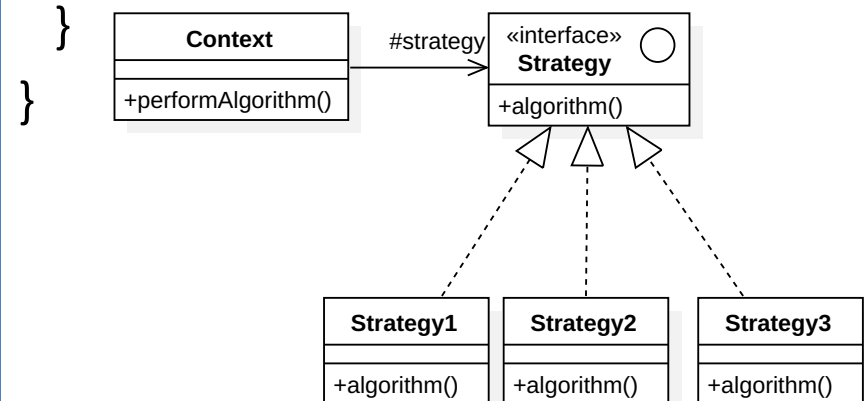 }
}
Context
+performAlgorithm()
#strategy
«interface»
Strategy
+algorithm()
Strategy1
+algorithm()
Strategy2
+algorithm()
Strategy3
+algorithm()